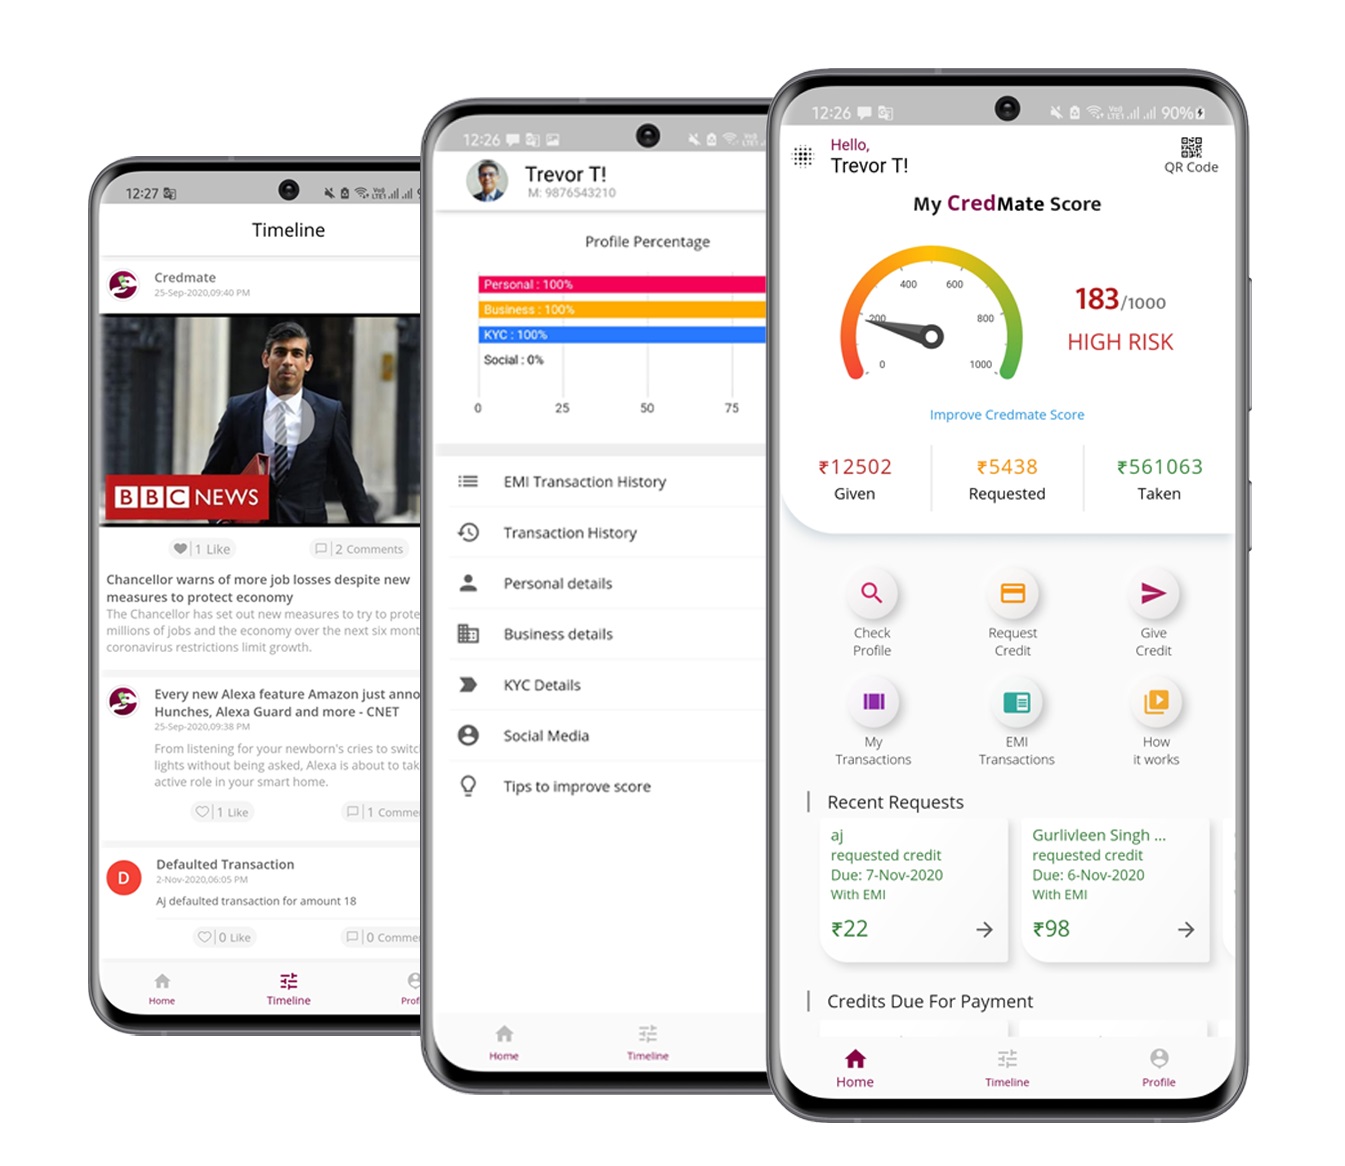 12:27
Timeline
Credmate
25-Sep-2020,09:40 PM
BBC NEWS
1 Like
2 Comments
Chancellor warns of more job losses despite new
measures to protect economy
The Chancellor has set out new measures to try to prote
millions of jobs and the economy over the next six mont
coronavirus restrictions limit growth.
Every new Alexa feature Amazon just anno
Hunches, Alexa Guard and more - CNET
25-Sep-2020,09:38 PM
From listening for your newborn's cries to switc
lights without being asked, Alexa is about to tak
active role in your smart home.
1 Like
1 Comme
D
Defaulted Transaction
2-Nov-2020,06:05 PM
Aj defaulted transaction for amount 18
0 Like
0 Comme
Home
Timeline
Prof
12:26
Trevor T!
M: 9876543210
Profile Percentage
Personal : 100%
Business : 100%
KYC : 100%
Social : 0%
0 25 50 75
EMI Transaction History
Transaction History
Personal details
Business details
KYC Details
Social Media
Tips to improve score
Home
Timeline
12:26
90%
Hello,
Trevor T!
QR Code
My CredMate Score
0 200 400 600 800 1000
183/1000
HIGH RISK
Improve Credmate Score
₹12502
Given
₹5438
Requested
₹561063
Taken
Check
Profile
Request
Credit
Give
Credit
My
Transactions
EMI
Transactions
How
it works
Recent Requests
aj
requested credit
Due: 7-Nov-2020
With EMI
₹22
Gurlivleen Singh ...
requested credit
Due: 6-Nov-2020
With EMI
₹98
Credits Due For Payment
Home
Timeline
Profile